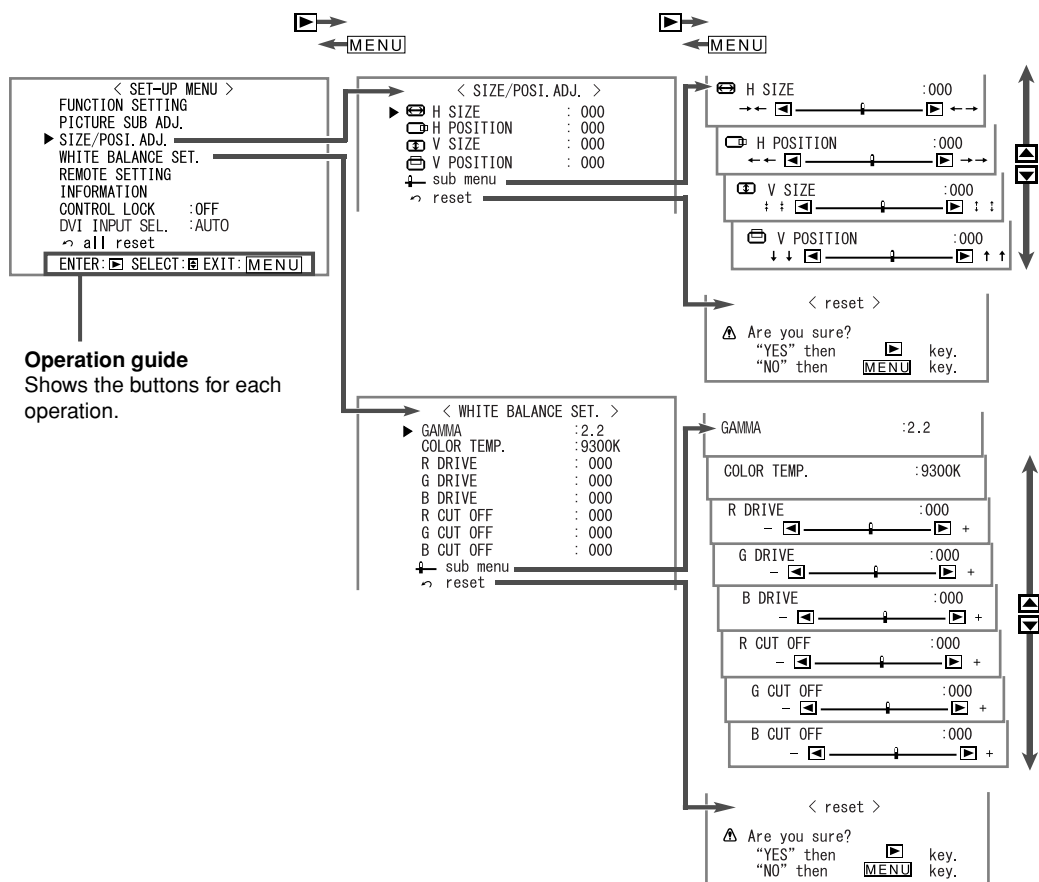 MENU
MENU
< SET-UP MENU >
FUNCTION SETTING
PICTURE SUB ADJ.
SIZE/POSI. ADJ.
WHITE BALANCE SET.
REMOTE SETTING
INFORMATION
CONTROL LOCK :OFF
DVI INPUT SEL. :AUTO
all reset
ENTER: SELECT: EXIT: MENU
Operation guide
Shows the buttons for each
operation.
< SIZE/POSI. ADJ. >
H SIZE : 000
H POSITION : 000
V SIZE : 000
V POSITION : 000
sub menu
reset
H SIZE :000
H POSITION :000
V SIZE :000
V POSITION :000
< reset >
Are you sure?
“YES” then key.
“NO” then MENU key.
< WHITE BALANCE SET. >
GAMMA :2.2
COLOR TEMP. :9300K
R DRIVE : 000
G DRIVE : 000
B DRIVE : 000
R CUT OFF : 000
G CUT OFF : 000
B CUT OFF : 000
sub menu
reset
GAMMA :2.2
COLOR TEMP. :9300K
R DRIVE :000
- +
G DRIVE :000
- +
B DRIVE :000
- +
R CUT OFF :000
- +
G CUT OFF :000
- +
B CUT OFF :000
- +
< reset >
Are you sure?
“YES” then key.
“NO” then MENU key.